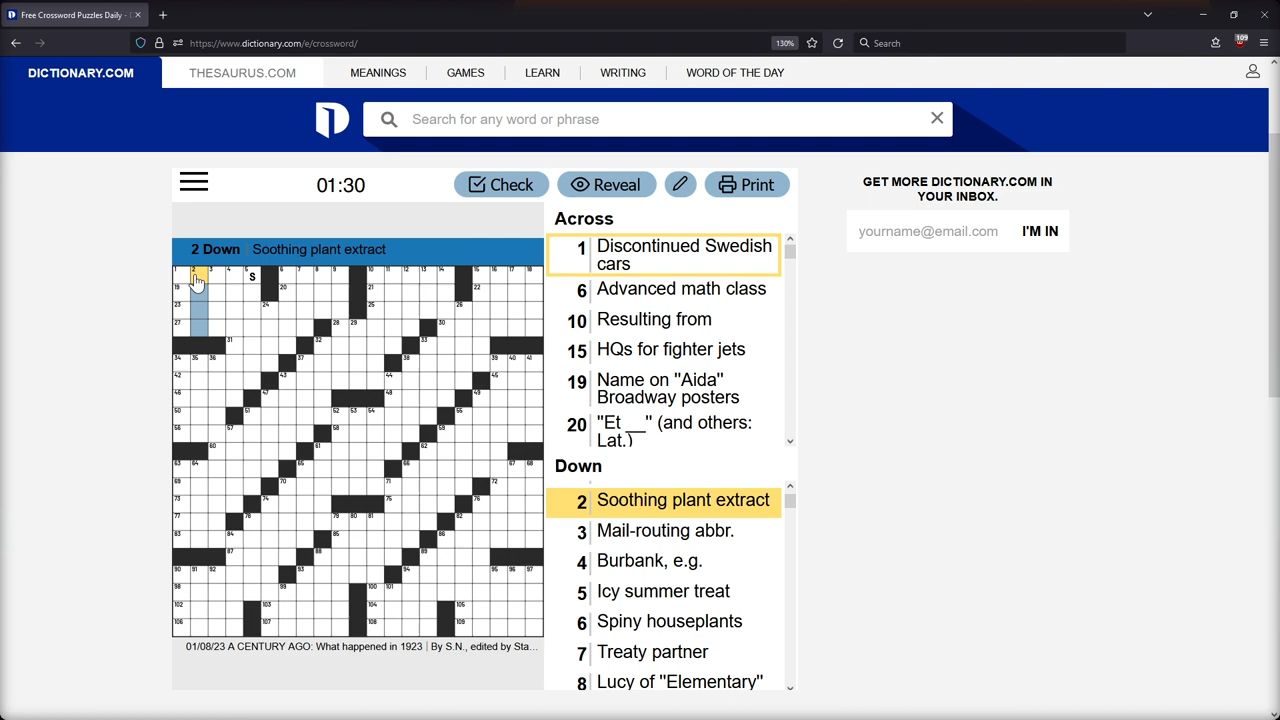 Free Crossword Puzzles Daily -
https://www.dictionary.com/e/crossword/
130%
Search
109
DICTIONARY.COM
THESAURUS.COM
MEANINGS
GAMES
LEARN
WRITING
WORD OF THE DAY
Search for any word or phrase
01:30
Check
Reveal
Print
2 Down
Soothing plant extract
S
01/08/23 A CENTURY AGO: What happened in 1923 | By S.N., edited by Sta...
Across
1 Discontinued Swedish
cars
6 Advanced math class
10 Resulting from
15 HQs for fighter jets
19 Name on "Aida"
Broadway posters
20 "Et __" (and others:
Lat.)
Down
2 Soothing plant extract
3 Mail-routing abbr.
4 Burbank, e.g.
5 Icy summer treat
6 Spiny houseplants
7 Treaty partner
8 Lucy of "Elementary"
GET MORE DICTIONARY.COM IN
YOUR INBOX.
yourname@email.com
I'M IN